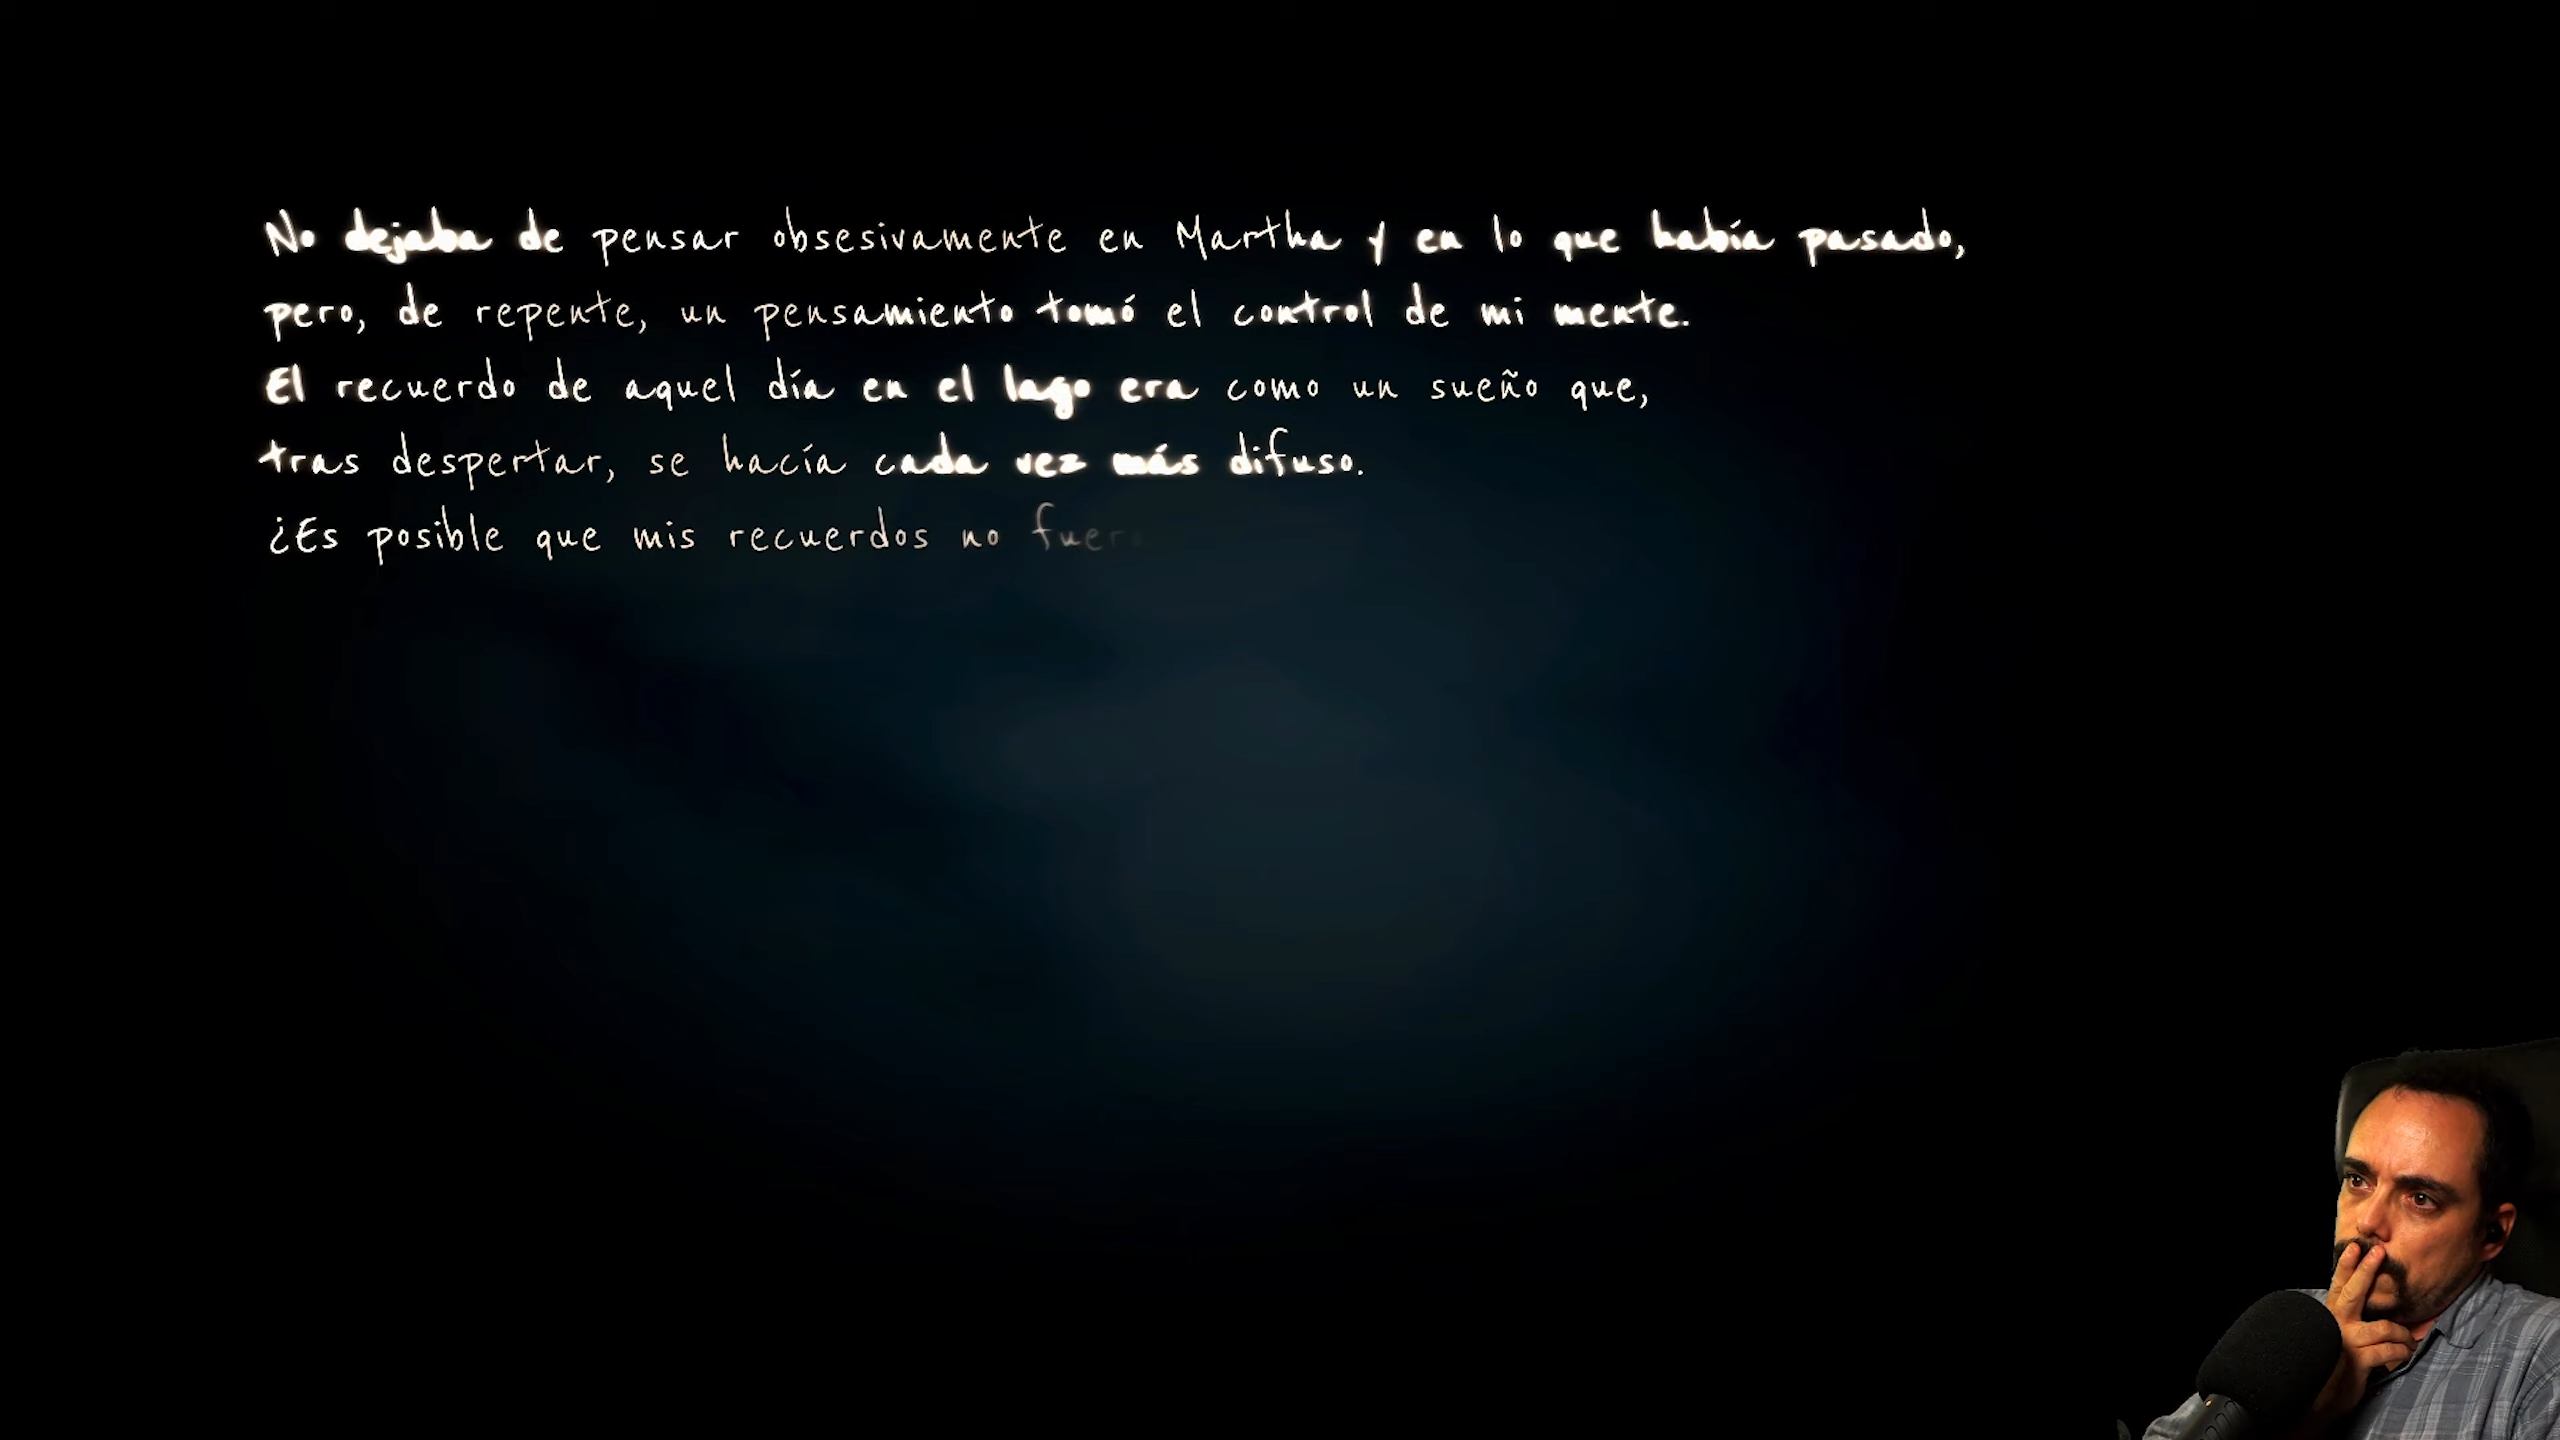 No dejaba de pensar obsesivamente en Martha y en lo que había pasado,
pero, de repente, un pensamiento tomó el control de mi mente.
El recuerdo de aquel día en el lago era como un sueño que,
tras despertar, se hacía cada vez más difuso.
¿Es posible que mis recuerdos no fuer